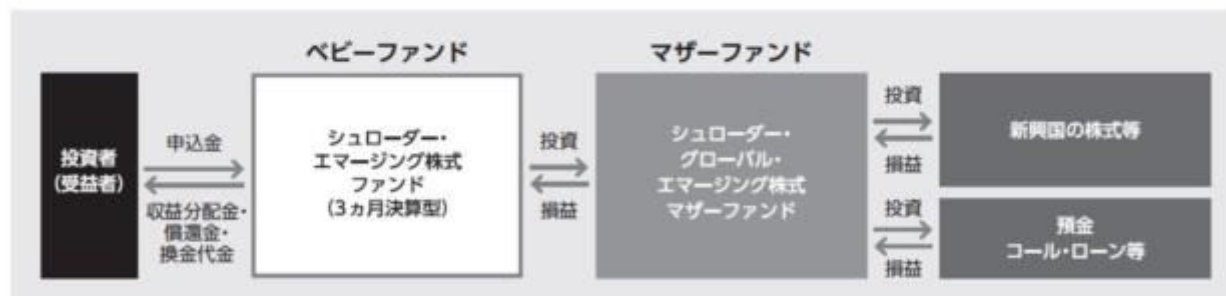 ベビーファンド
マザーファンド
投資者
(受益者)
申込金
収益分配金・
償還金・
換金代金
シュローダー・
エマージング株式
ファンド
(3ヵ月決算型)
投資
損益
シュローダー・
グローバル・
エマージング株式
マザーファンド
投資
損益
新興国の株式等
投資
損益
預金
コール・ローン等